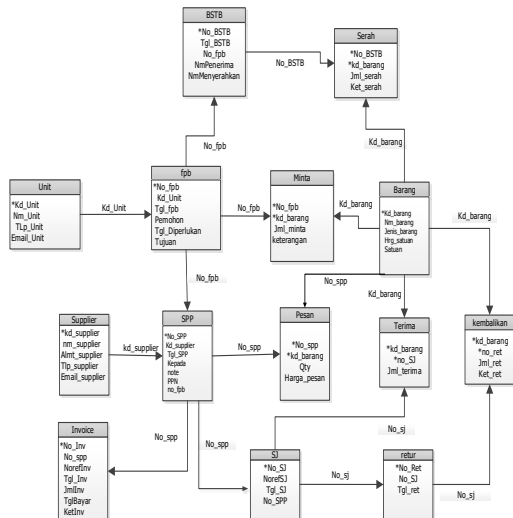 BSTB
*No_BSTB
Tgl_BSTB
No_fpb
NmPenerima
NmMenyerahkan
No_BSTB
Serah
*No_BSTB
*kd_barang
Jml_serah
Ket_serah
No_fpb
Kd_barang
Unit
*Kd_Unit
Nm_Unit
TLp_Unit
Email_Unit
Kd_Unit
fpb
*No_fpb
Kd_Unit
Tgl_fpb
Pemohon
Tgl_Diperlukan
Tujuan
No_fpb
Minta
*No_fpb
*kd_barang
Jml_minta
keterangan
Kd_barang
Barang
*Kd_barang
Nm_barang
Jenis_barang
Hrg_satuan
Satuan
Kd_barang
No_fpb
No_spp
Kd_barang
Supplier
*kd_supplier
nm_supplier
Almt_supplier
Tlp_supplier
Email_supplier
kd_supplier
SPP
*No_SPP
Kd_supplier
Tgl_SPP
Kepada
note
PPN
no_fpb
No_spp
Pesan
*No_spp
*kd_barang
Qty
Harga_pesan
Terima
*kd_barang
*no_SJ
Jml_terima
kembalikan
*kd_barang
*no_ret
Jml_ret
Ket_ret
Invoice
*No_Inv
No_spp
NorefInv
Tgl_Inv
JmlInv
TglBayar
KetInv
No_spp
No_spp
No_sj
SJ
*No_SJ
NorefSJ
Tgl_SJ
No_SPP
No_sj
retur
*No_Ret
No_SJ
Tgl_ret
No_sj